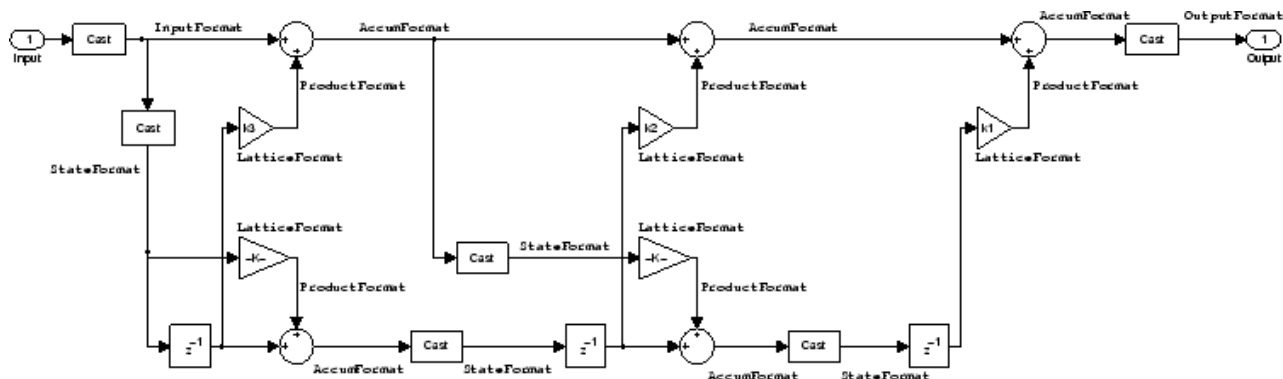 InputFormat
AccumFormat
AccumFormat
AccumFormat
OutputFormat
1
Cast
Cast
1
Input
Output
ProductFormat
ProductFormat
ProductFormat
Cast
k3
k2
k1
LatticeFormat
LatticeFormat
LatticeFormat
StateFormat
LatticeFormat
LatticeFormat
Cast
StateFormat
-K-
-K-
ProductFormat
ProductFormat
z-1
Cast
z-1
Cast
z-1
AccumFormat
StateFormat
AccumFormat
StateFormat